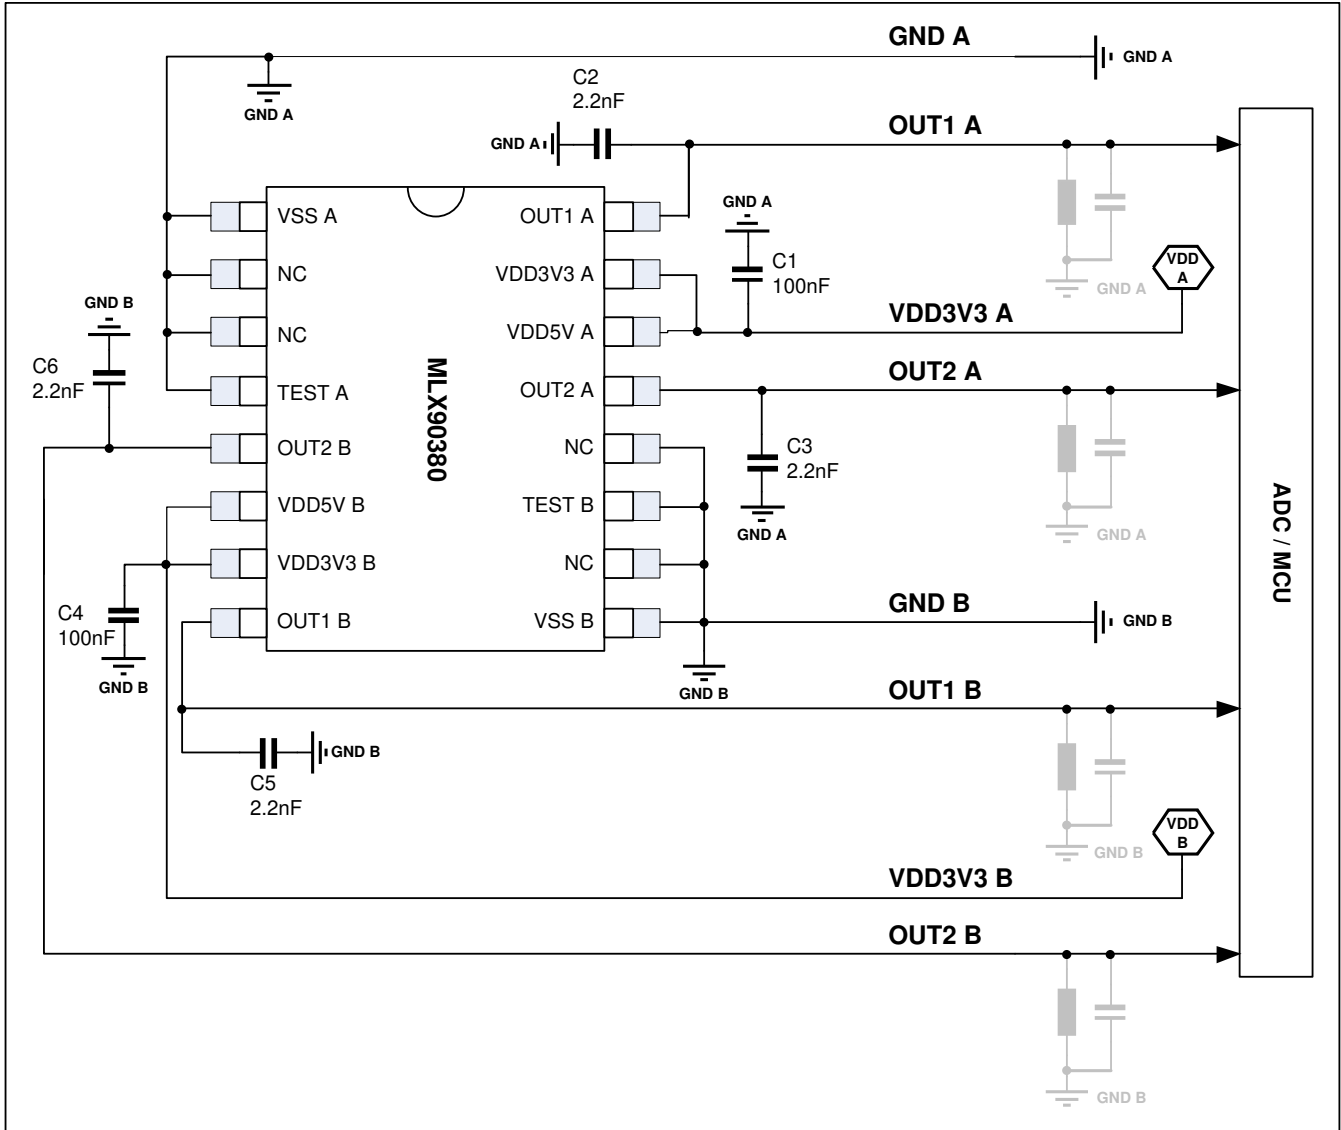 GND A
GND A
GND A
C2
2.2nF
GND A
OUT1 A
VSS A
OUT1 A
GND A
NC
VDD3V3 A
C1
100nF
VDD
A
GND A
GND B
NC
VDD5V A
VDD3V3 A
C6
2.2nF
TEST A
OUT2 A
OUT2 A
MLX90380
OUT2 B
NC
C3
2.2nF
VDD5V B
TEST B
GND A
GND A
ADC / MCU
VDD3V3 B
NC
C4
100nF
OUT1 B
VSS B
GND B
GND B
GND B
GND B
OUT1 B
GND B
C5
2.2nF
VDD
B
GND B
VDD3V3 B
OUT2 B
GND B